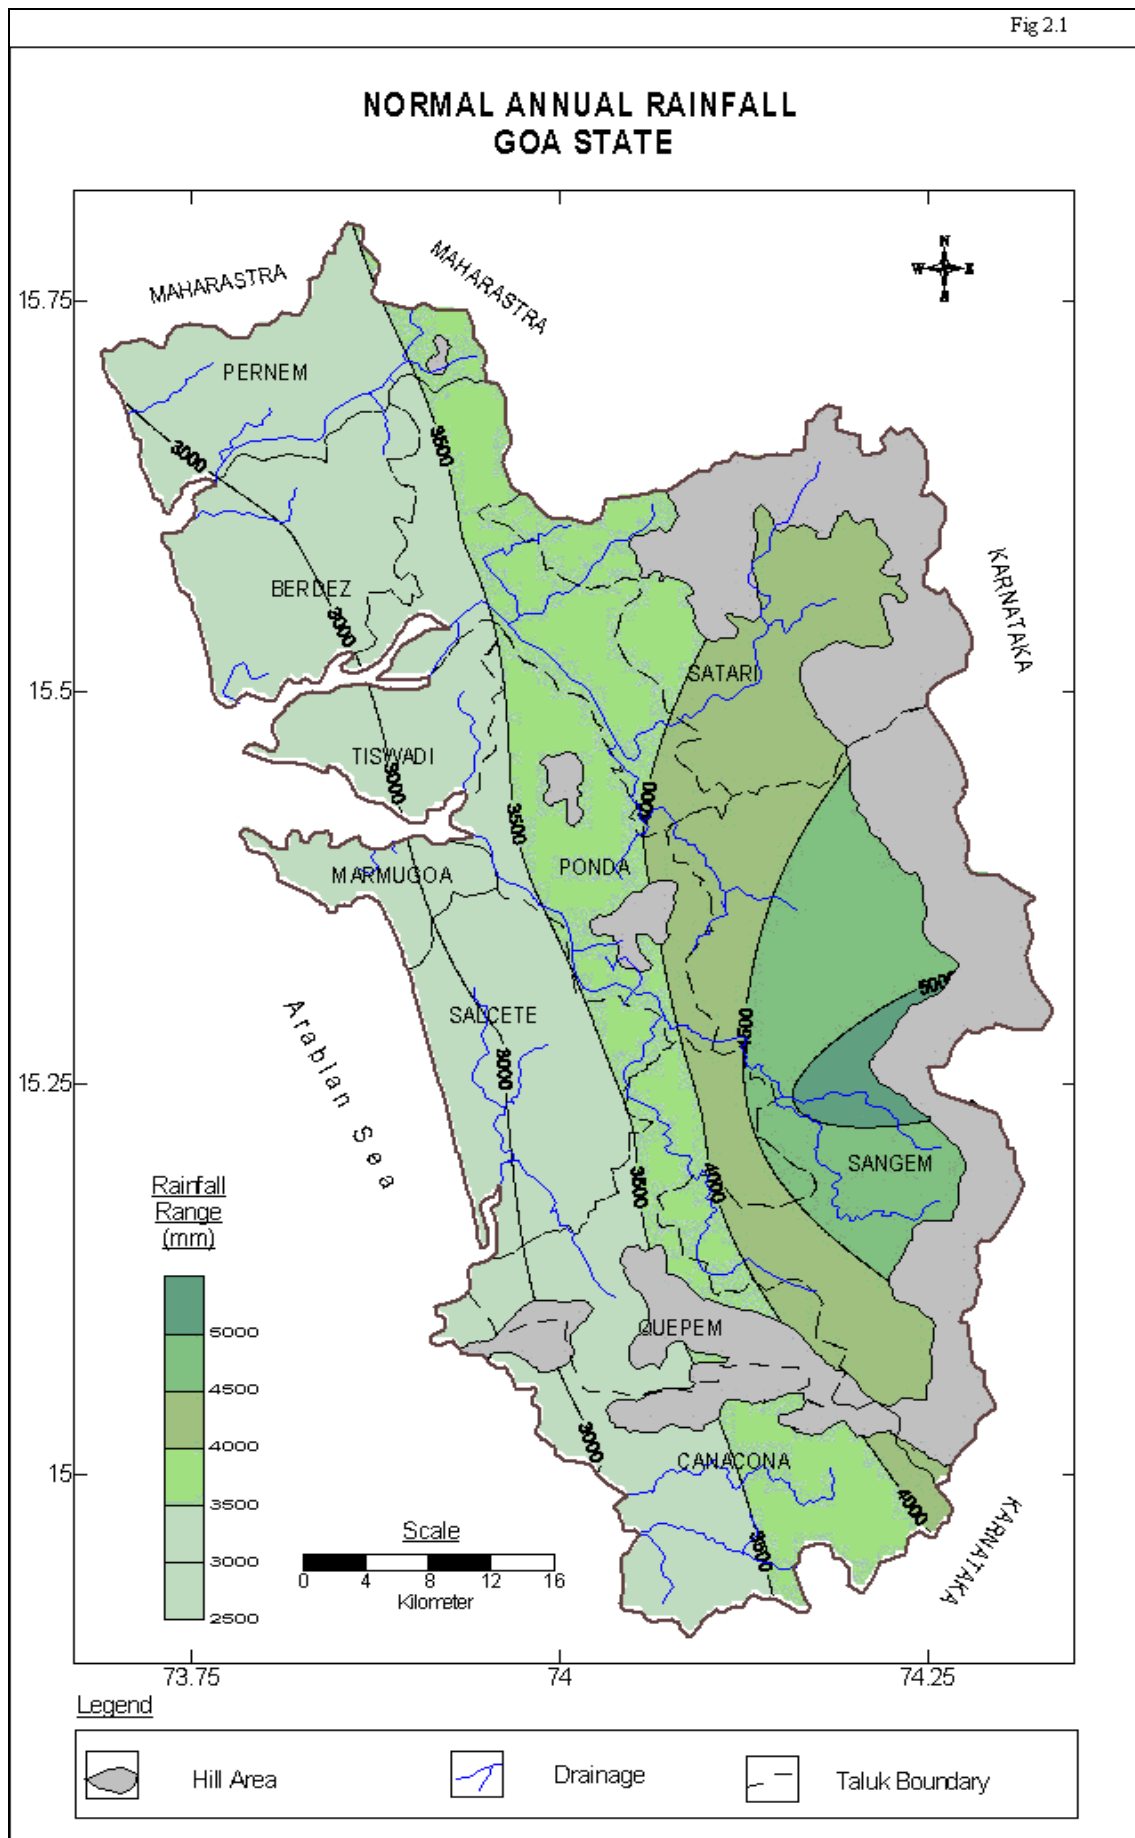 Fig 2.1
NORMAL ANNUAL RAINFALL
GOA STATE
N
W
E
S
MAHARASTRA
MAHARASTRA
15.75
PERNEM
3000
3500
BERDEZ
3000
KARNATAKA
15.5
SATARI
TISWADI
3000
4000
3500
PONDA
MARMUGOA
5000
SALCETE
Arabian Sea
4500
3000
15.25
SANGEM
4000
3500
Rainfall
Range
(mm)
QUEPEM
5000
4500
4000
3500
3000
2500
3000
CANACONA
15
4000
3500
KARNATAKA
Scale
0 4 8 12 16
Kilometer
73.75
74
74.25
Legend
Hill Area
Drainage
Taluk Boundary